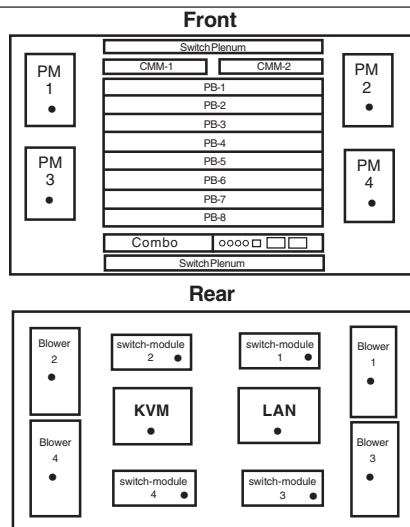 Front
Switch Plenum
CMM-1 CMM-2
PM
1
PM
2
PB-1
PB-2
PB-3
PB-4
PB-5
PB-6
PB-7
PB-8
PM
3
PM
4
Combo
Switch Plenum
Rear
Blower
2
switch-module
2
switch-module
1
Blower
1
KVM
LAN
Blower
4
switch-module
4
switch-module
3
Blower
3